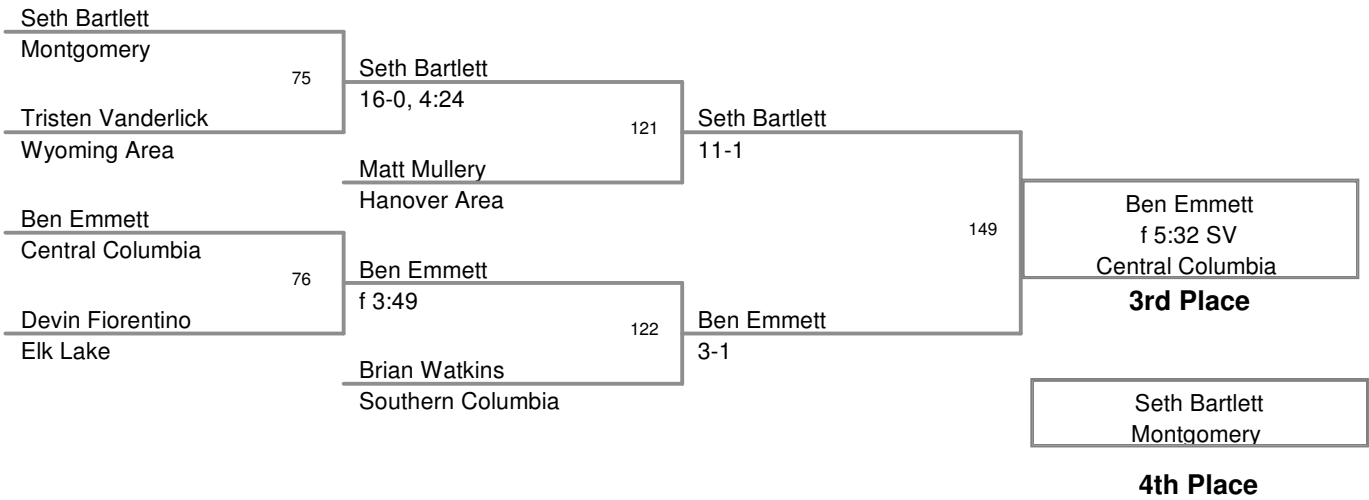 Seth Bartlett
Montgomery
75
Tristen Vanderlick
Wyoming Area
Ben Emmett
Central Columbia
76
Devin Fiorentino
Elk Lake
Seth Bartlett
16-0, 4:24
121
Matt Mullery
Hanover Area
Ben Emmett
f 3:49
122
Brian Watkins
Southern Columbia
Seth Bartlett
11-1
149
Ben Emmett
3-1
Ben Emmett
f 5:32 SV
Central Columbia
3rd Place
Seth Bartlett
Montgomery
4th Place